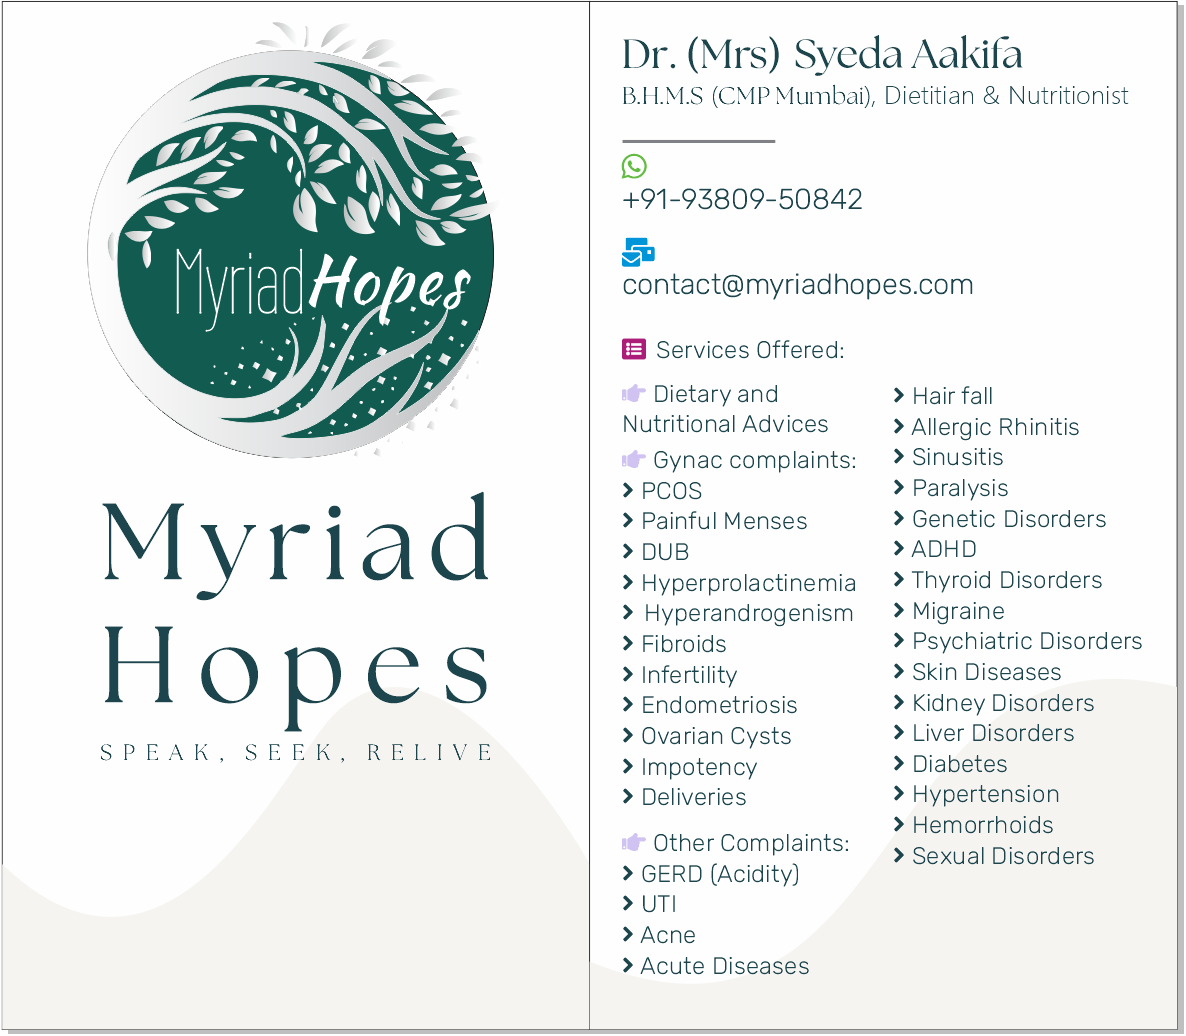 Myriad Hopes
Myriad
Hopes
SPEAK, SEEK, RELIVE
Dr. (Mrs) Syeda Aakifa
B.H.M.S (CMP Mumbai), Dietitian & Nutritionist
+91-93809-50842
contact@myriadhopes.com
Services Offered:
Dietary and
Nutritional Advices
Gynac complaints:
PCOS
Painful Menses
DUB
Hyperprolactinemia
Hyperandrogenism
Fibroids
Infertility
Endometriosis
Ovarian Cysts
Impotency
Deliveries
Other Complaints:
GERD (Acidity)
UTI
Acne
Acute Diseases
Hair fall
Allergic Rhinitis
Sinusitis
Paralysis
Genetic Disorders
ADHD
Thyroid Disorders
Migraine
Psychiatric Disorders
Skin Diseases
Kidney Disorders
Liver Disorders
Diabetes
Hypertension
Hemorrhoids
Sexual Disorders